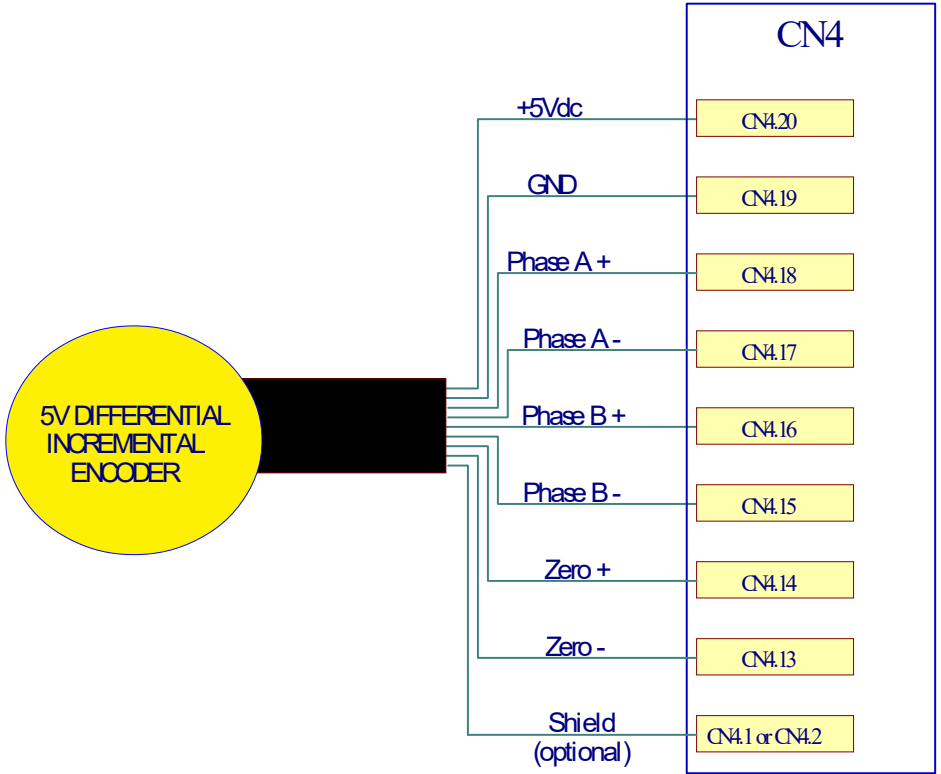 CN4
+5Vdc
CN4.20
GND
CN4.19
Phase A +
CN4.18
Phase A -
CN4.17
5V DIFFERENTIAL
INCREMENTAL
ENCODER
Phase B +
CN4.16
Phase B -
CN4.15
Zero +
CN4.14
Zero -
CN4.13
Shield
(optional)
CN4.1 or CN4.2